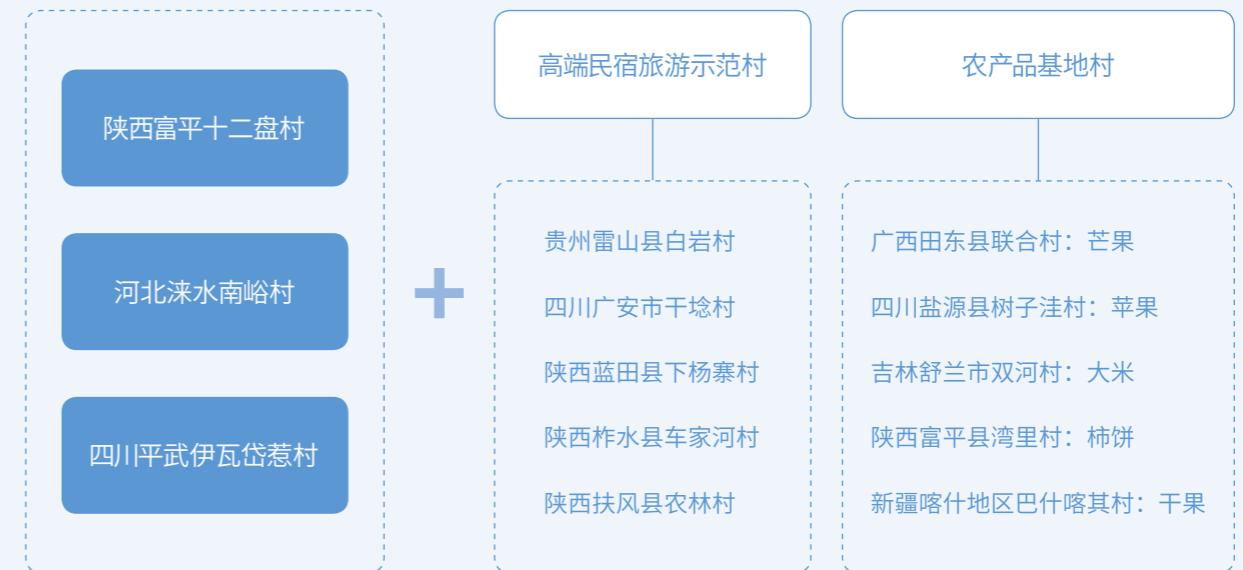 陕西富平十二盘村
河北涞水南峪村
四川平武伊瓦岱惹村
+
高端民宿旅游示范村
贵州雷山县白岩村
四川广安市干埝村
陕西蓝田县下杨寨村
陕西柞水县车家河村
陕西扶风县农林村
农产品基地村
广西田东县联合村：芒果
四川盐源县树子洼村：苹果
吉林舒兰市双河村：大米
陕西富平县湾里村：柿饼
新疆喀什地区巴什喀其村：干果